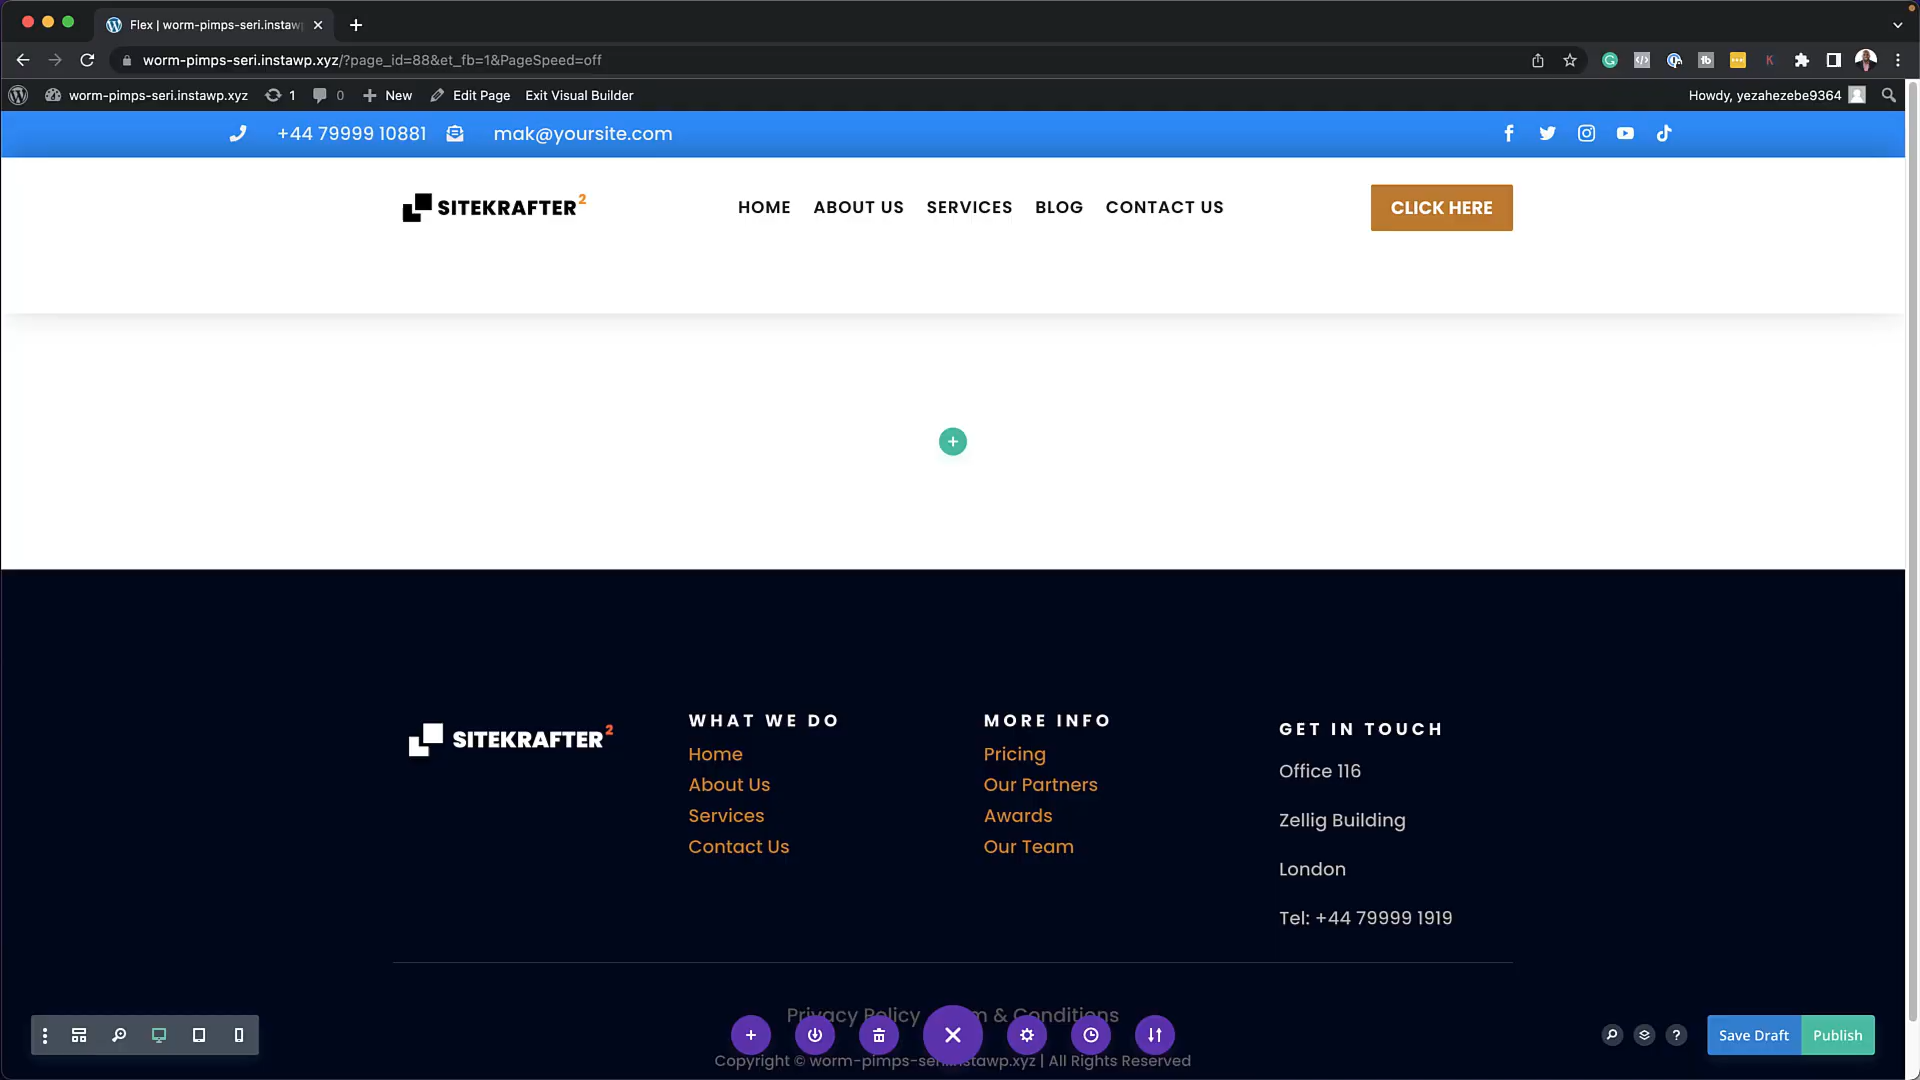 Flex | worm-pimps-seri.instaw
worm-pimps-seri.instawp.xyz/?page_id=88&et_fb=1&PageSpeed=off
worm-pimps-seri.instawp.xyz 1 0 New Edit Page Exit Visual Builder Howdy, yezahezebe9364
+44 79999 10881 mak@yoursite.com
SITEKRAFTER2 HOME ABOUT US SERVICES BLOG CONTACT US CLICK HERE
SITEKRAFTER2
WHAT WE DO
Home
About Us
Services
Contact Us
MORE INFO
Pricing
Our Partners
Awards
Our Team
GET IN TOUCH
Office 116
Zellig Building
London
Tel: +44 79999 1919
Privacy Policy & Conditions
Save Draft Publish
Copyright © worm-pimps-seri.instawp.xyz | All Rights Reserved